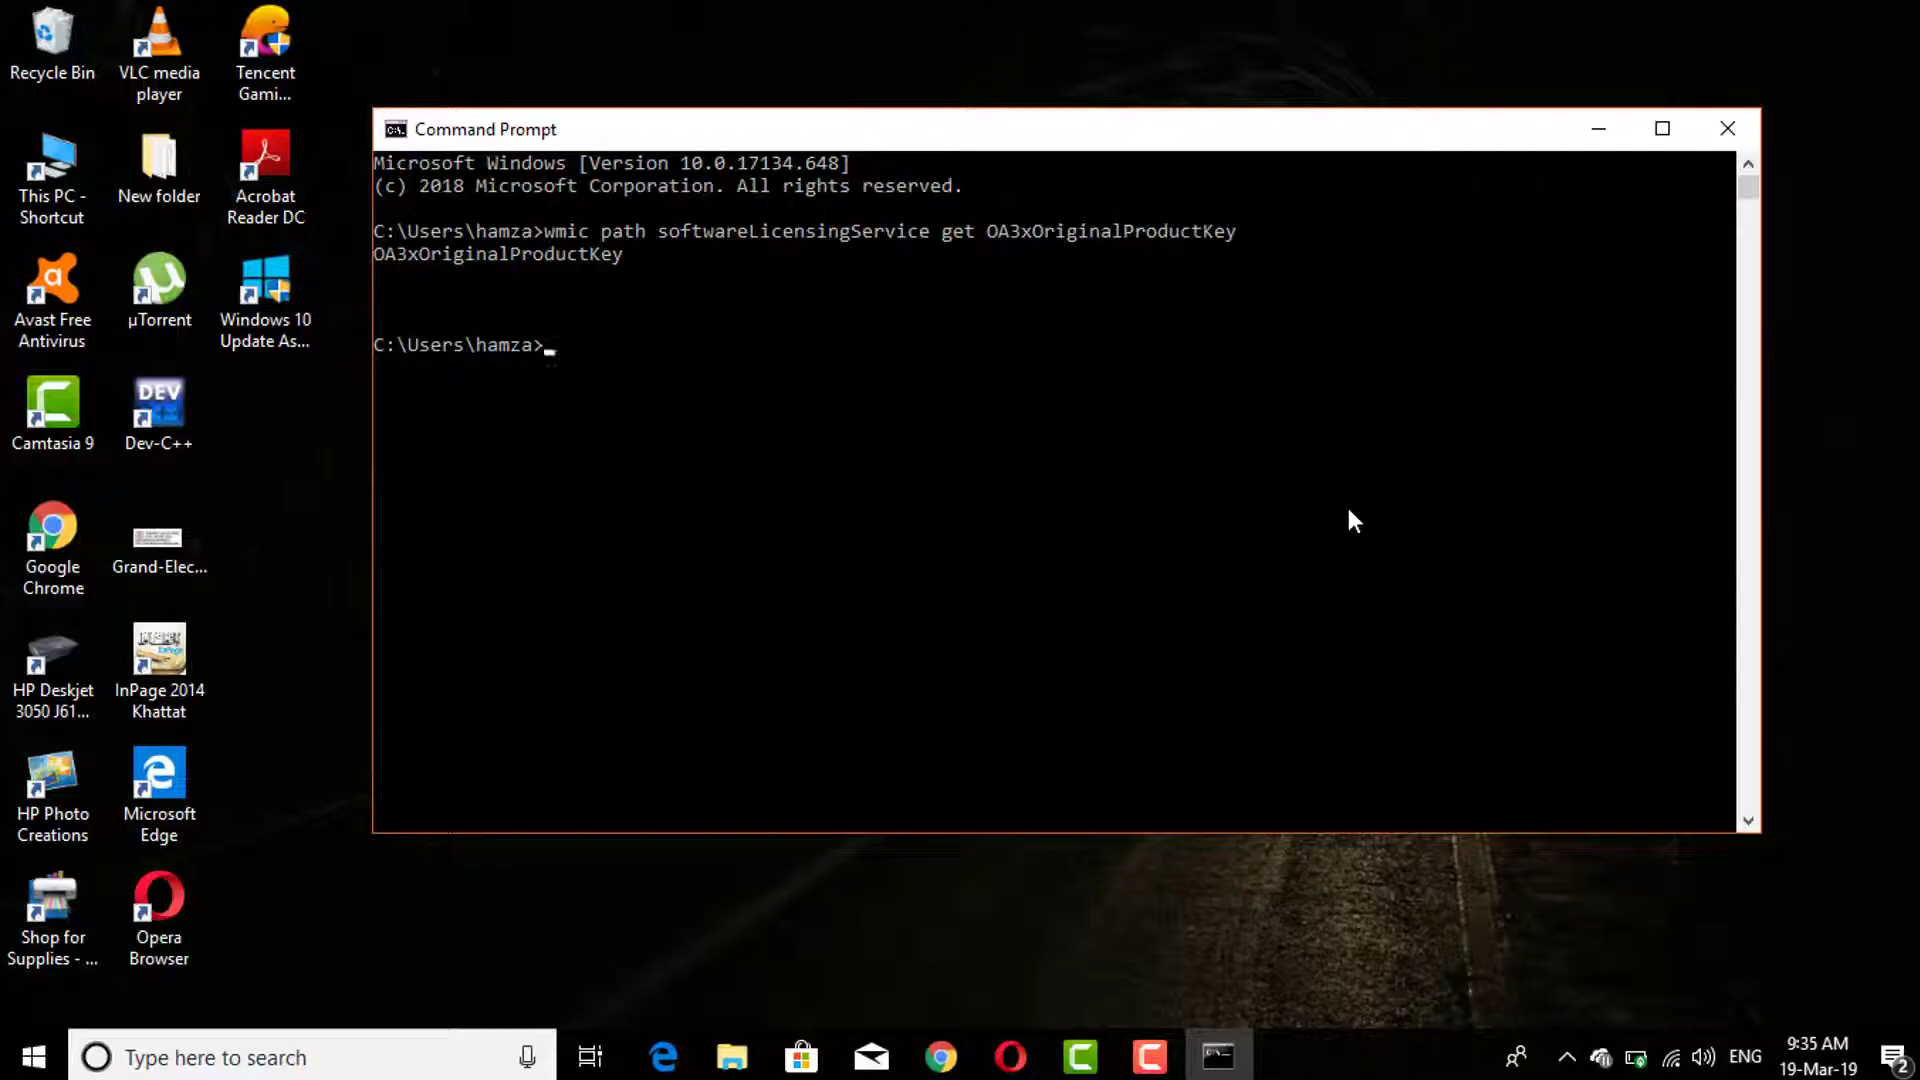 Recycle Bin
VLC media
player
Tencent
Gami...
This PC -
Shortcut
New folder
Acrobat
Reader DC
Avast Free
Antivirus
µTorrent
Windows 10
Update As...
Camtasia 9
DEV
Dev-C++
Google
Chrome
Grand-Elec...
HP Deskjet
3050 J61...
InPage 2014
Khattat
HP Photo
Creations
Microsoft
Edge
Shop for
Supplies - ...
Opera
Browser
Command Prompt
Microsoft Windows [Version 10.0.17134.648]
(c) 2018 Microsoft Corporation. All rights reserved.
C:\Users\hamza>wmic path softwareLicensingService get OA3xOriginalProductKey
OA3xOriginalProductKey
C:\Users\hamza>
Type here to search
ENG
9:35 AM
19-Mar-19
2